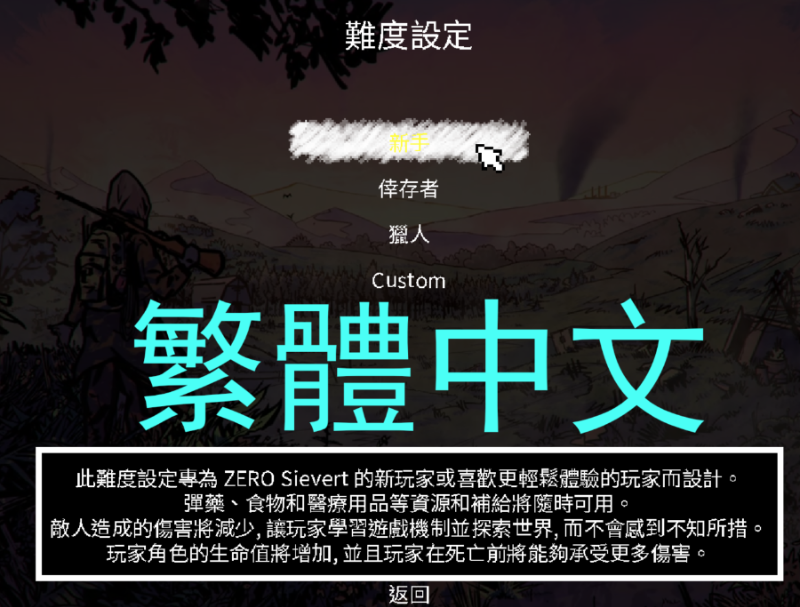 難度設定
新手
倖存者
獵人
Custom
繁體中文
此難度設定專為 ZERO Sievert 的新玩家或喜歡更輕鬆體驗的玩家而設計。
彈藥、食物和醫療用品等資源和補給將隨時可用。
敵人造成的傷害將減少, 讓玩家學習遊戲機制並探索世界, 而不會感到不知所措。
玩家角色的生命值將增加, 並且玩家在死亡前將能夠承受更多傷害。
返回